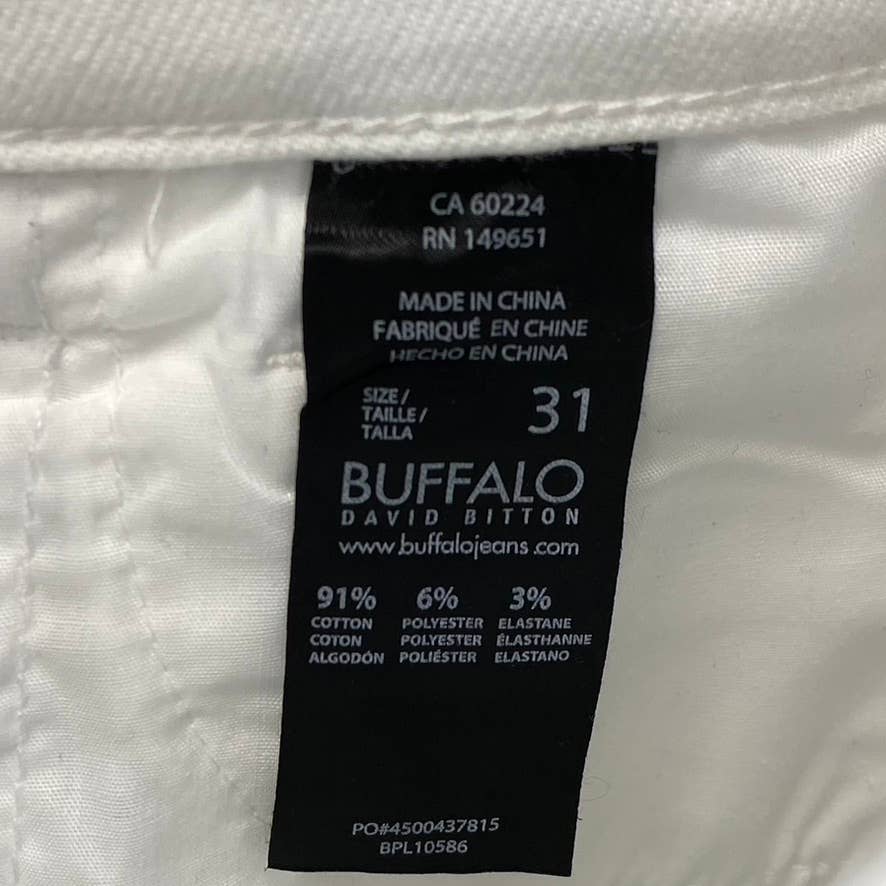 CA 60224
RN 149651
MADE IN CHINA
FABRIQUÉ EN CHINE
HECHO EN CHINA
SIZE/
TAILLE/
TALLA
31
BUFFALO
DAVID BITTON
www.buffalojeans.com
91% 6% 3%
COTTON POLYESTER ELASTANE
COTON POLYESTER ÉLASTHANNE
ALGODÓN POLIÉSTER ELASTANO
PO#4500437815
BPL10586